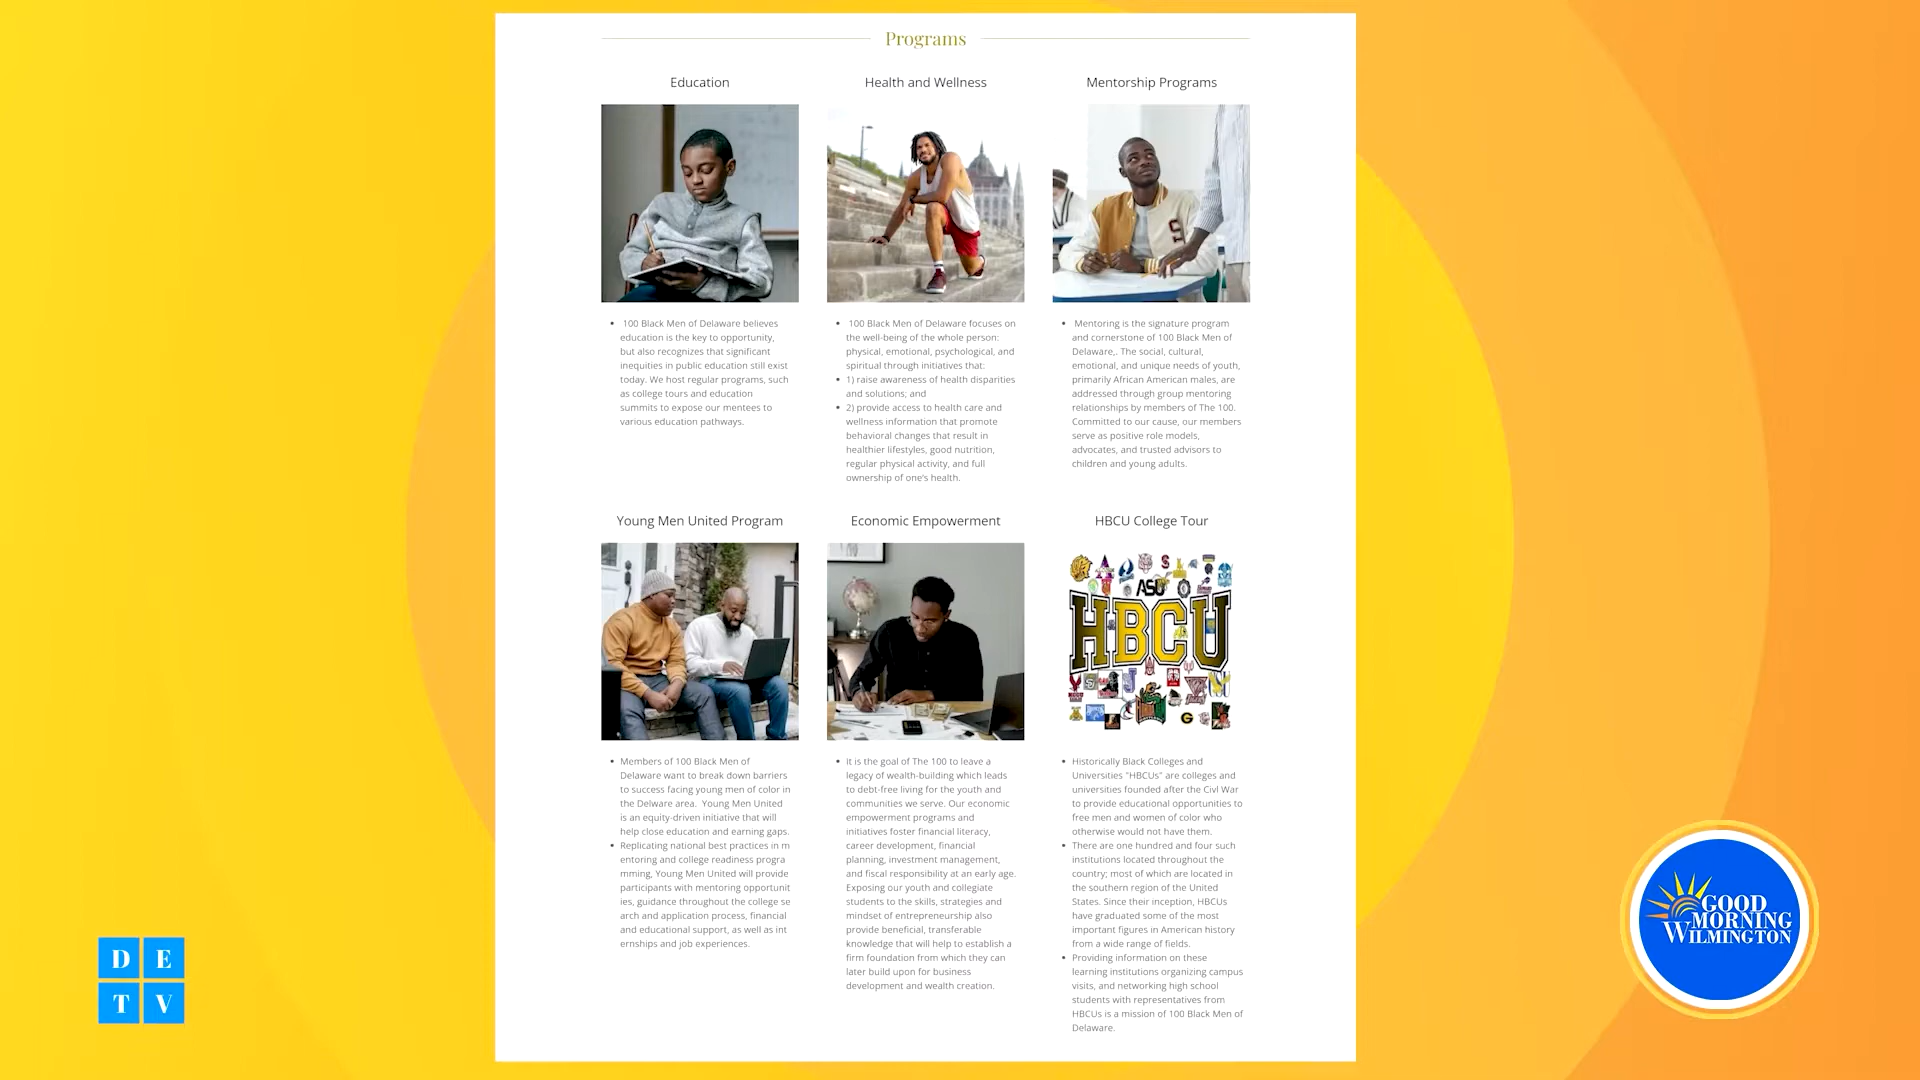 Programs
Education
Health and Wellness
Mentorship Programs
100 Black Men of Delaware believes
education is the key to opportunity,
but also recognizes that significant
inequities in public education still exist
today. We host regular programs, such
as college tours and education
summits to expose our mentees to
various education pathways.
100 Black Men of Delaware focuses on
the well-being of the whole person:
physical, emotional, psychological, and
spiritual through initiatives that:
1) raise awareness of health disparities
and solutions; and
2) provide access to health care and
wellness information that promote
behavioral changes that result in
healthier lifestyles, good nutrition,
regular physical activity, and full
ownership of one's health.
Mentoring is the signature program
and cornerstone of 100 Black Men of
Delaware,. The social, cultural,
emotional, and unique needs of youth,
primarily African American males, are
addressed through group mentoring
relationships by members of The 100.
Committed to our cause, our members
serve as positive role models,
advocates, and trusted advisors to
children and young adults.
Young Men United Program
Economic Empowerment
HBCU College Tour
ASU
HBCU
Members of 100 Black Men of
Delaware want to break down barriers
to success facing young men of color in
the Delware area. Young Men United
is an equity-driven initiative that will
help close education and earning gaps.
Replicating national best practices in m
entoring and college readiness progra
mming, Young Men United will provide
participants with mentoring opportunit
ies, guidance throughout the college se
arch and application process, financial
and educational support, as well as int
ernships and job experiences.
It is the goal of The 100 to leave a
legacy of wealth-building which leads
to debt-free living for the youth and
communities we serve. Our economic
empowerment programs and
initiatives foster financial literacy,
career development, financial
planning, investment management,
and fiscal responsibility at an early age.
Exposing our youth and collegiate
students to the skills, strategies and
mindset of entrepreneurship also
provide beneficial, transferable
knowledge that will help to establish a
firm foundation from which they can
later build upon for business
development and wealth creation.
Historically Black Colleges and
Universities "HBCUs" are colleges and
universities founded after the Civl War
to provide educational opportunities to
free men and women of color who
otherwise would not have them.
There are one hundred and four such
institutions located throughout the
country; most of which are located in
the southern region of the United
States. Since their inception, HBCUs
have graduated some of the most
important figures in American history
from a wide range of fields.
Providing information on these
learning institutions organizing campus
visits, and networking high school
students with representatives from
HBCUs is a mission of 100 Black Men of
Delaware.
D E
T V
GOOD
MORNING
WILMINGTON